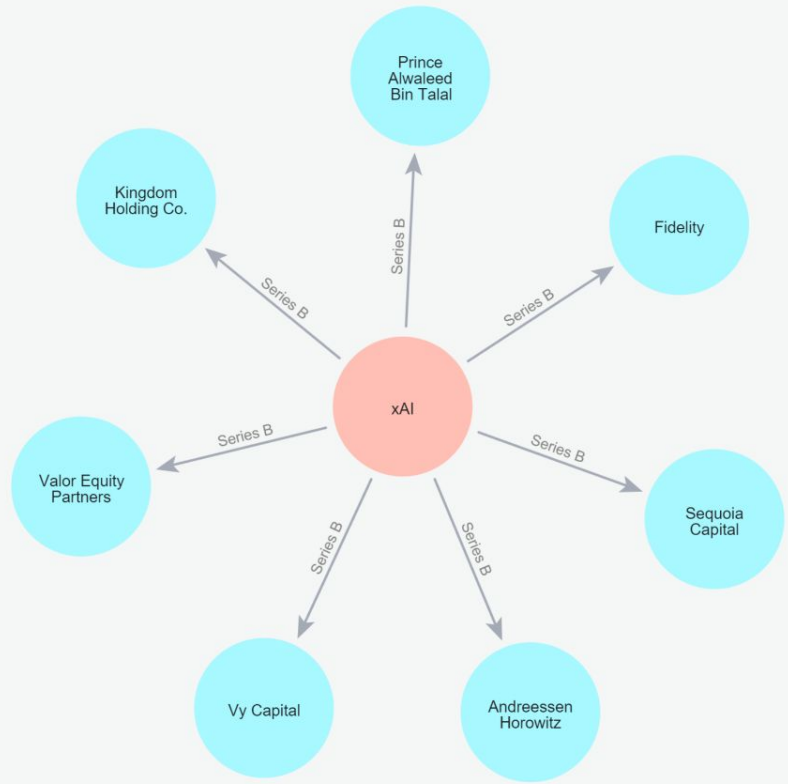 Prince
Alwaleed
Bin Talal
Kingdom
Holding Co.
Fidelity
Series B
Series B
Series B
xAI
Series B
Series B
Valor Equity
Partners
Sequoia
Capital
Series B
Series B
Vy Capital
Andreessen
Horowitz